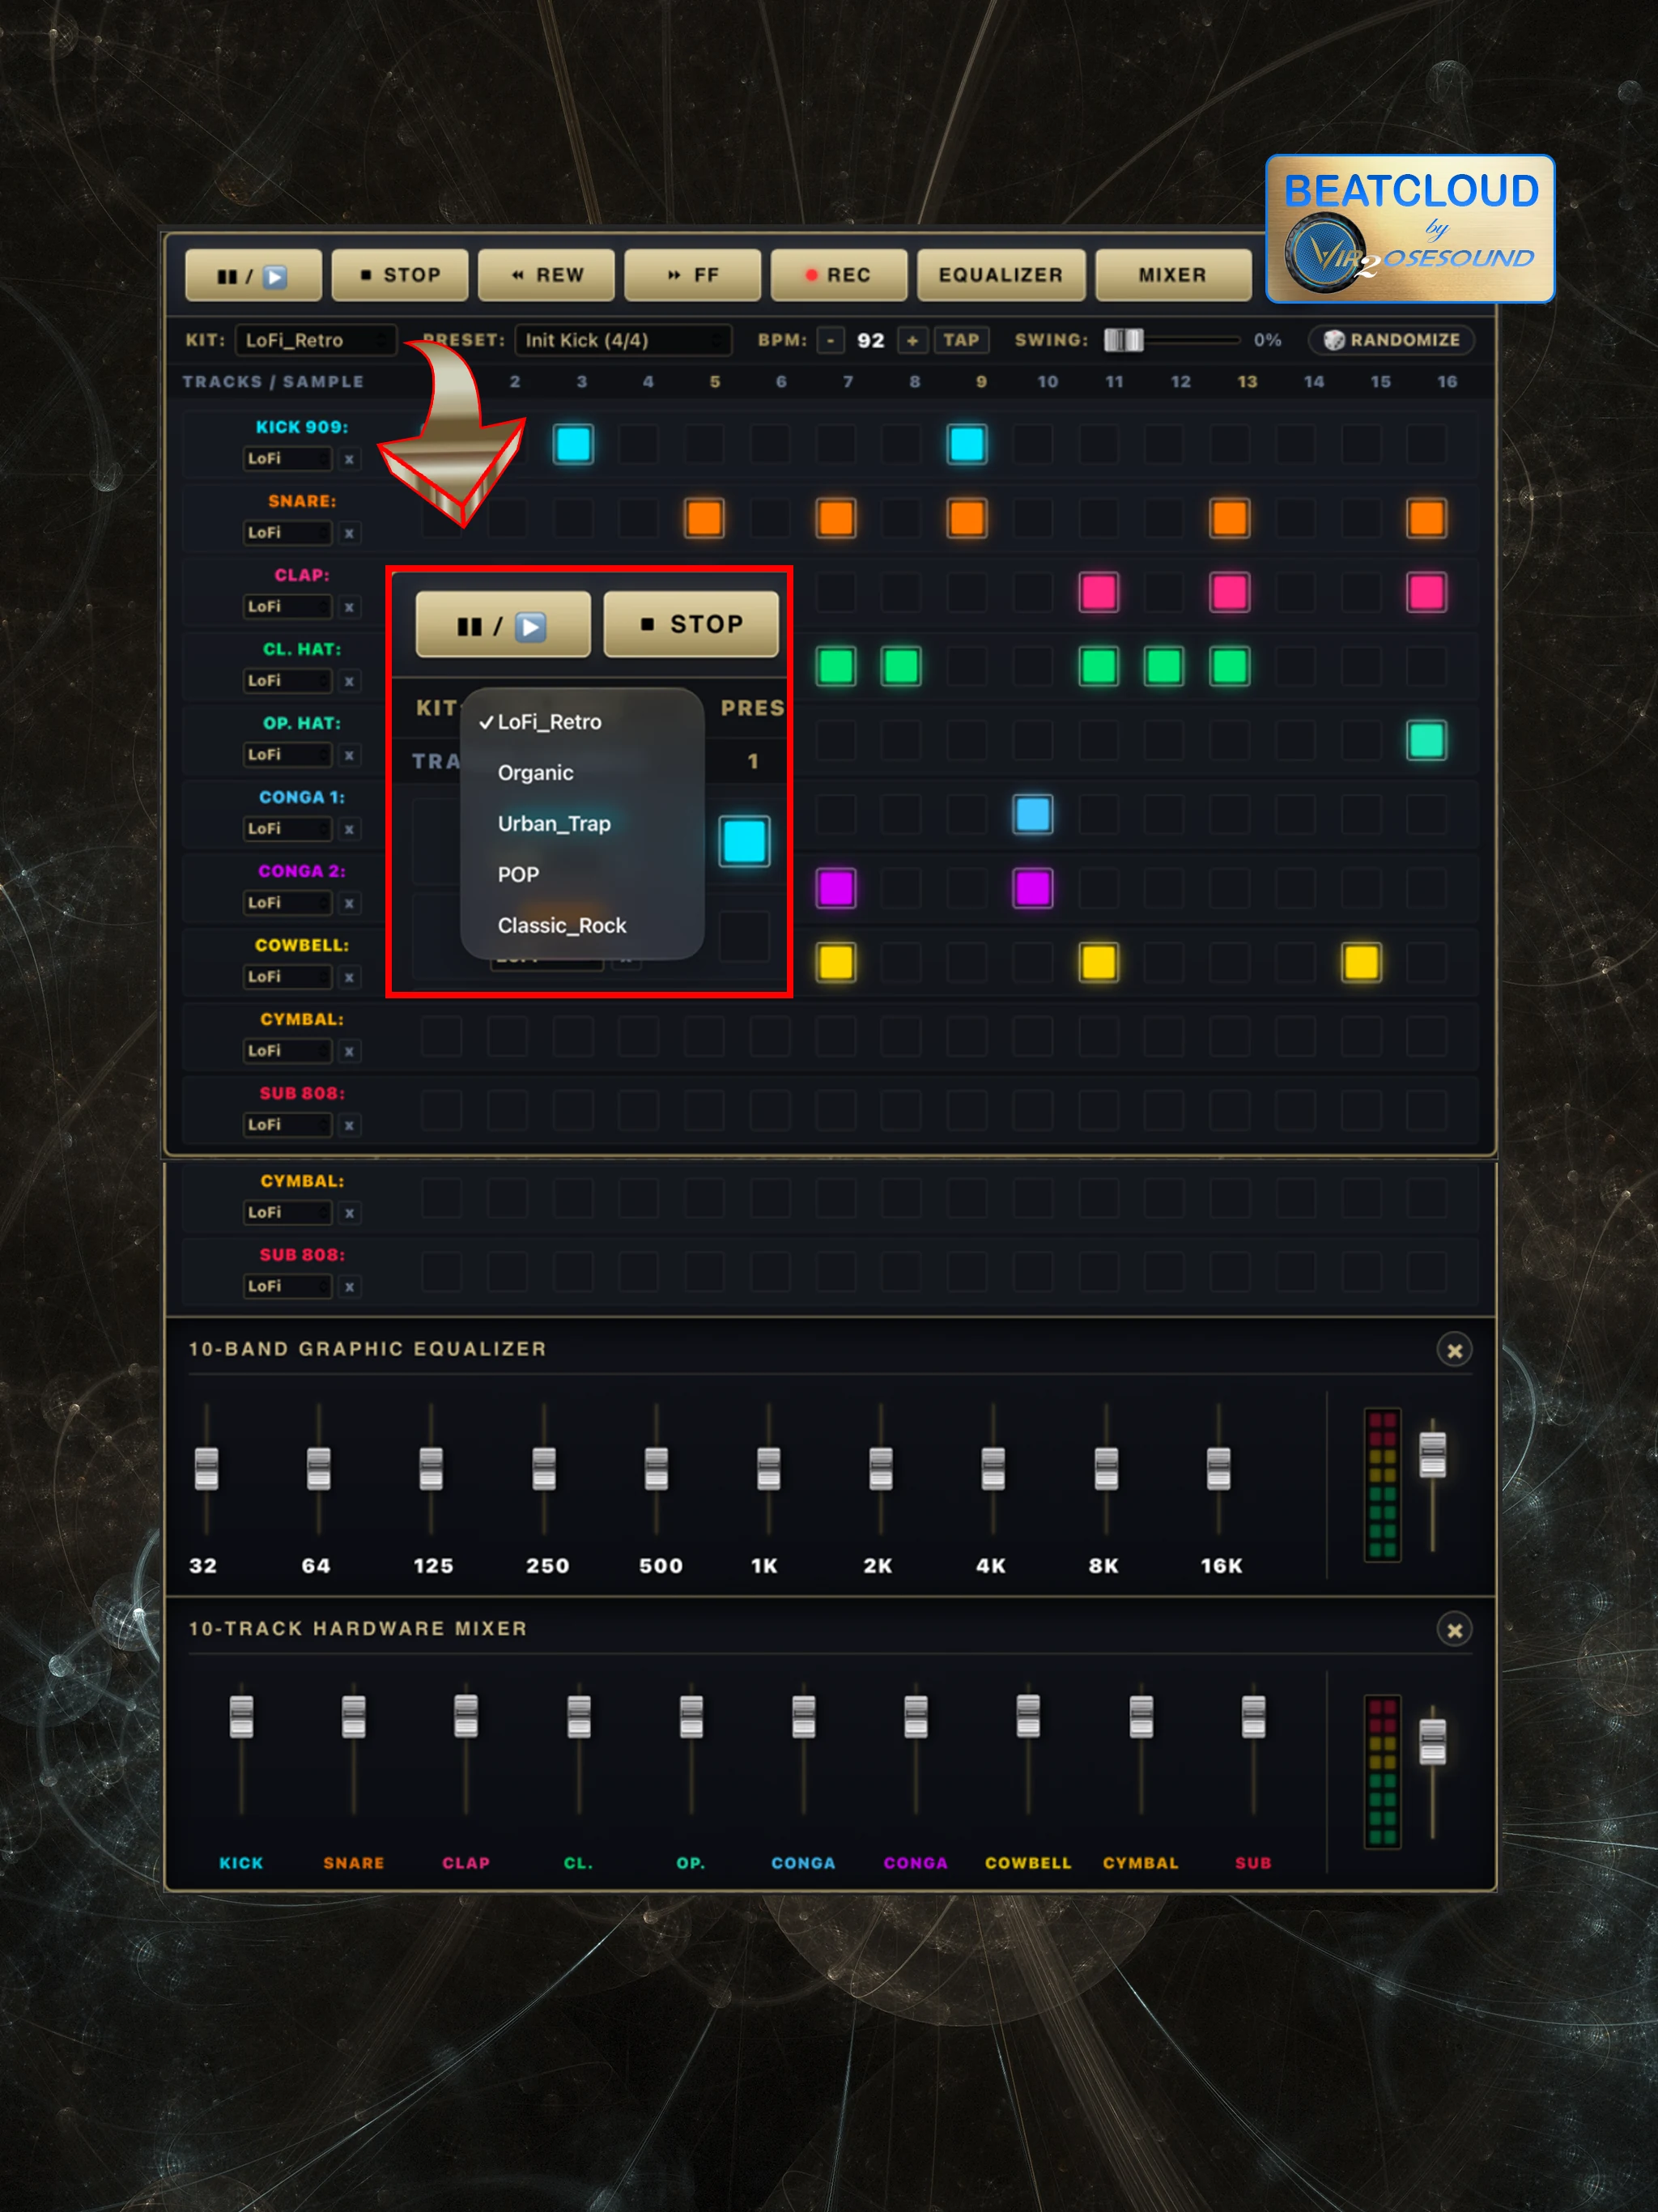 BEATCLOUD
by
VIR2OSESOUND
/ STOP REW FF REC EQUALIZER MIXER
KIT: LoFi_Retro PRESET: Init Kick (4/4) BPM: - 92 + TAP SWING: 0% RANDOMIZE
TRACKS / SAMPLE 2 3 4 5 6 7 8 9 10 11 12 13 14 15 16
KICK 909:
LoFi x
SNARE:
LoFi x
CLAP:
LoFi x
CL. HAT:
LoFi x
OP. HAT:
LoFi x
CONGA 1:
LoFi x
CONGA 2:
LoFi x
COWBELL:
LoFi x
CYMBAL:
LoFi x
SUB 808:
LoFi x
/ STOP
KIT: PRES
TRA 1
✓ LoFi_Retro
Organic
Urban_Trap
POP
Classic_Rock
CYMBAL:
LoFi x
SUB 808:
LoFi x
10-BAND GRAPHIC EQUALIZER
32 64 125 250 500 1K 2K 4K 8K 16K
10-TRACK HARDWARE MIXER
KICK SNARE CLAP CL. OP. CONGA CONGA COWBELL CYMBAL SUB